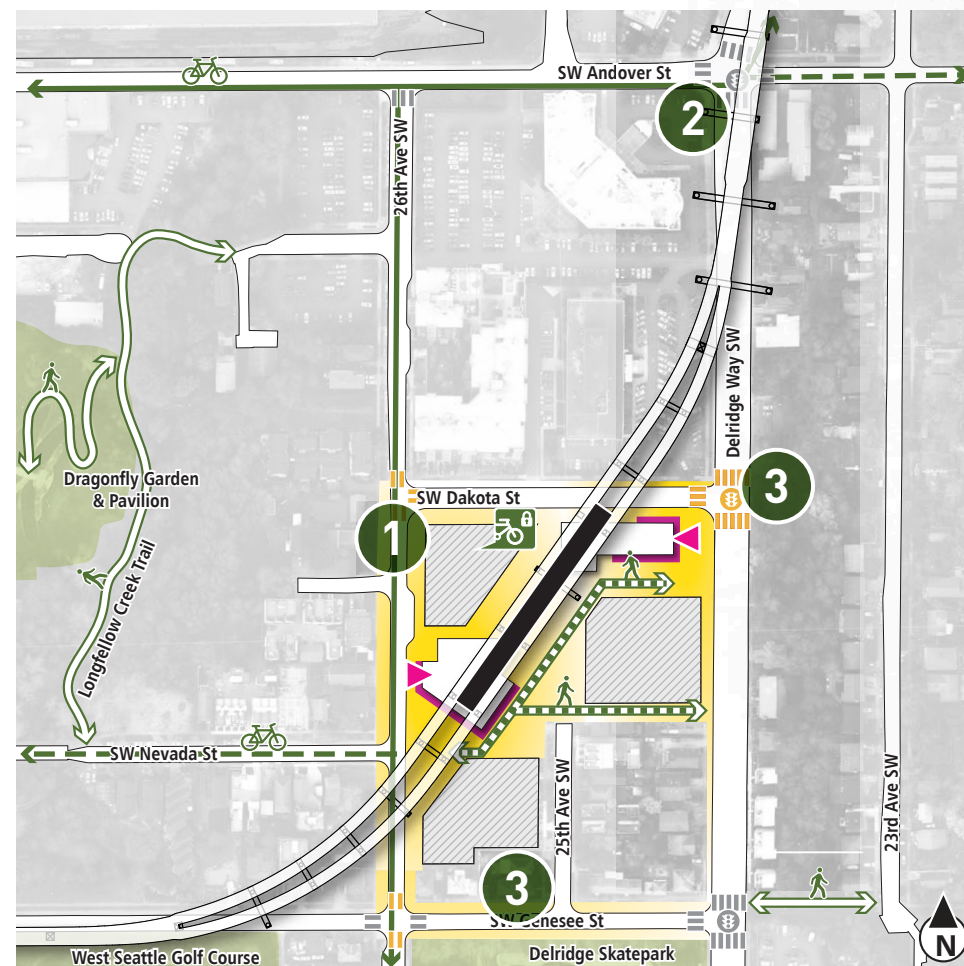 SW Andover St
2
26th Ave SW
Delridge Way SW
Dragonfly Garden
& Pavilion
SW Dakota St
3
1
Longfellow Creek Trail
SW Nevada St
25th Ave SW
23rd Ave SW
3
SW Genesee St
West Seattle Golf Course
Delridge Skatepark
N